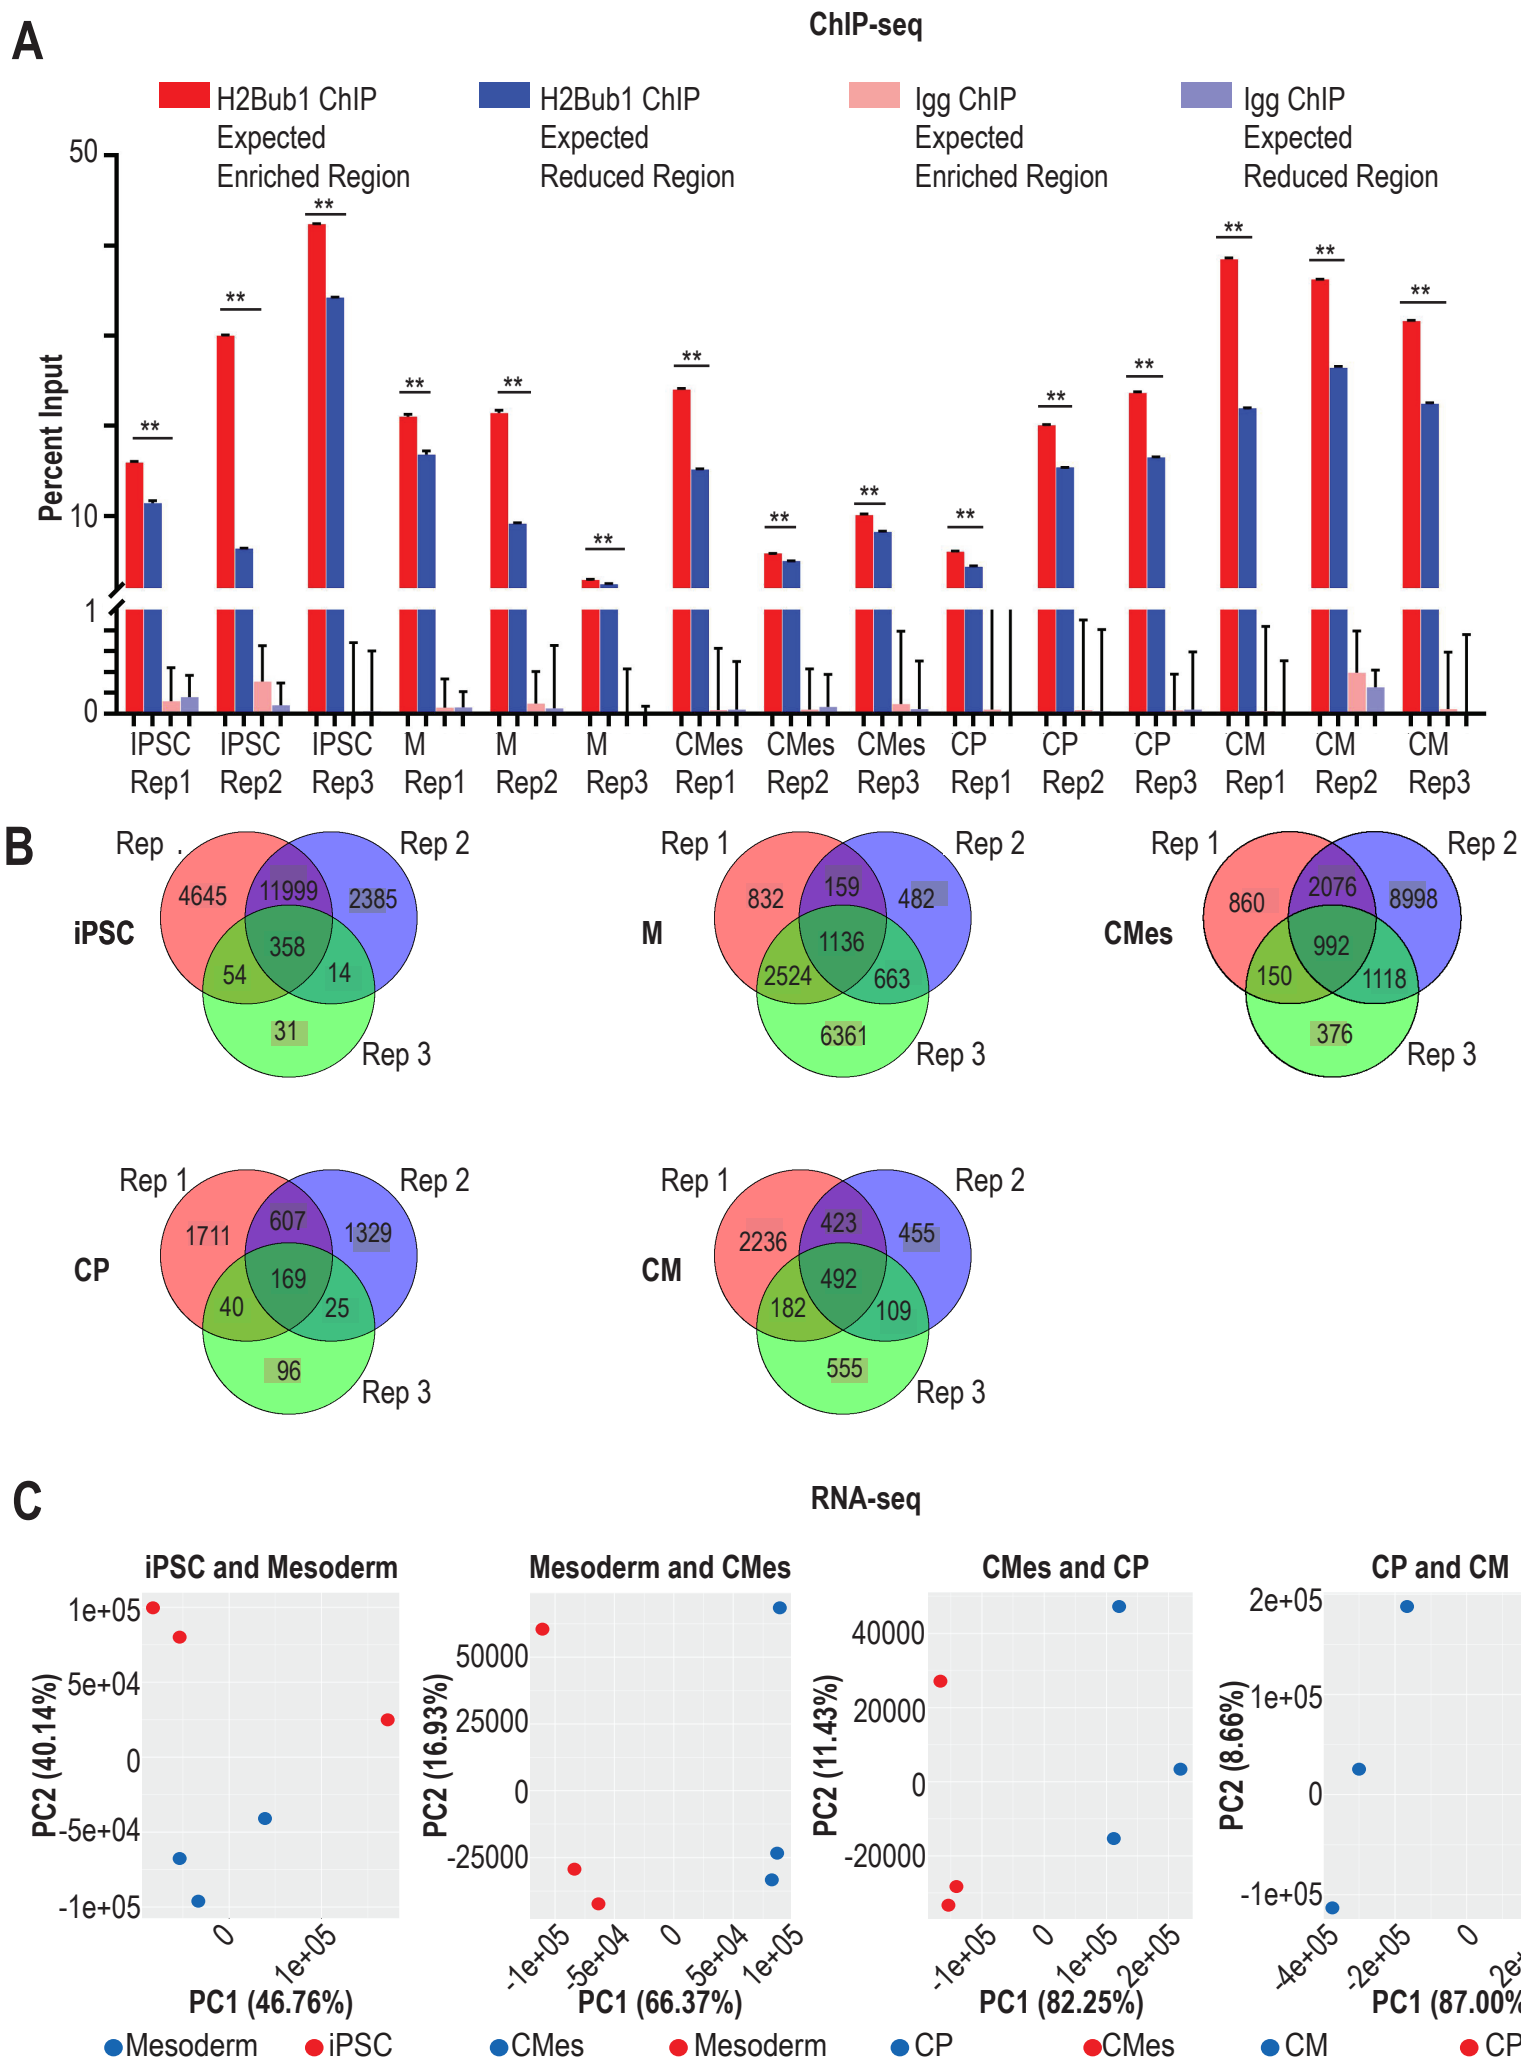 A
ChIP-seq
H2Bub1 ChIP Expected Enriched Region
H2Bub1 ChIP Expected Reduced Region
Igg ChIP Expected Enriched Region
Igg ChIP Expected Reduced Region
50
10
1
0
Percent Input
** ** ** ** ** ** ** ** ** ** ** ** ** ** **
IPSC IPSC IPSC M M M CMes CMes CMes CP CP CP CM CM CM
Rep1 Rep2 Rep3 Rep1 Rep2 Rep3 Rep1 Rep2 Rep3 Rep1 Rep2 Rep3 Rep1 Rep2 Rep3
B
Rep . Rep 2
4645 11999 2385
iPSC
358
54 14
31
Rep 3
Rep 1 Rep 2
832 159 482
M
1136
2524 663
6361
Rep 3
Rep 1 Rep 2
860 2076 8998
CMes
992
150 1118
376
Rep 3
Rep 1 Rep 2
1711 607 1329
CP
169
40 25
96
Rep 3
Rep 1 Rep 2
2236 423 455
CM
492
182 109
555
Rep 3
C
RNA-seq
iPSC and Mesoderm
1e+05
5e+04
0
-5e+04
-1e+05
PC2 (40.14%)
0 1e+05
PC1 (46.76%)
Mesoderm iPSC
Mesoderm and CMes
50000
25000
0
-25000
PC2 (16.93%)
-1e+05 -5e+04 0 5e+04 1e+05
PC1 (66.37%)
CMes Mesoderm
CMes and CP
40000
20000
0
-20000
PC2 (11.43%)
-1e+05 0 1e+05 2e+05
PC1 (82.25%)
CP CMes
CP and CM
2e+05
1e+05
0
-1e+05
PC2 (8.66%)
-4e+05 -2e+05 0
PC1 (87.00%
CM CP